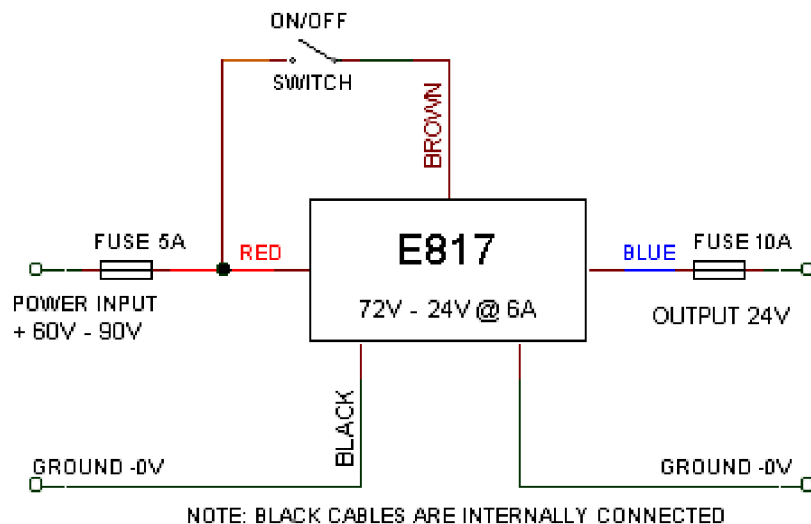 ON/OFF
SWITCH
BROWN
FUSE 5A
RED
E817
BLUE
FUSE 10A
POWER INPUT
+ 60V - 90V
72V - 24V @ 6A
OUTPUT 24V
BLACK
GROUND -0V
GROUND -0V
NOTE: BLACK CABLES ARE INTERNALLY CONNECTED